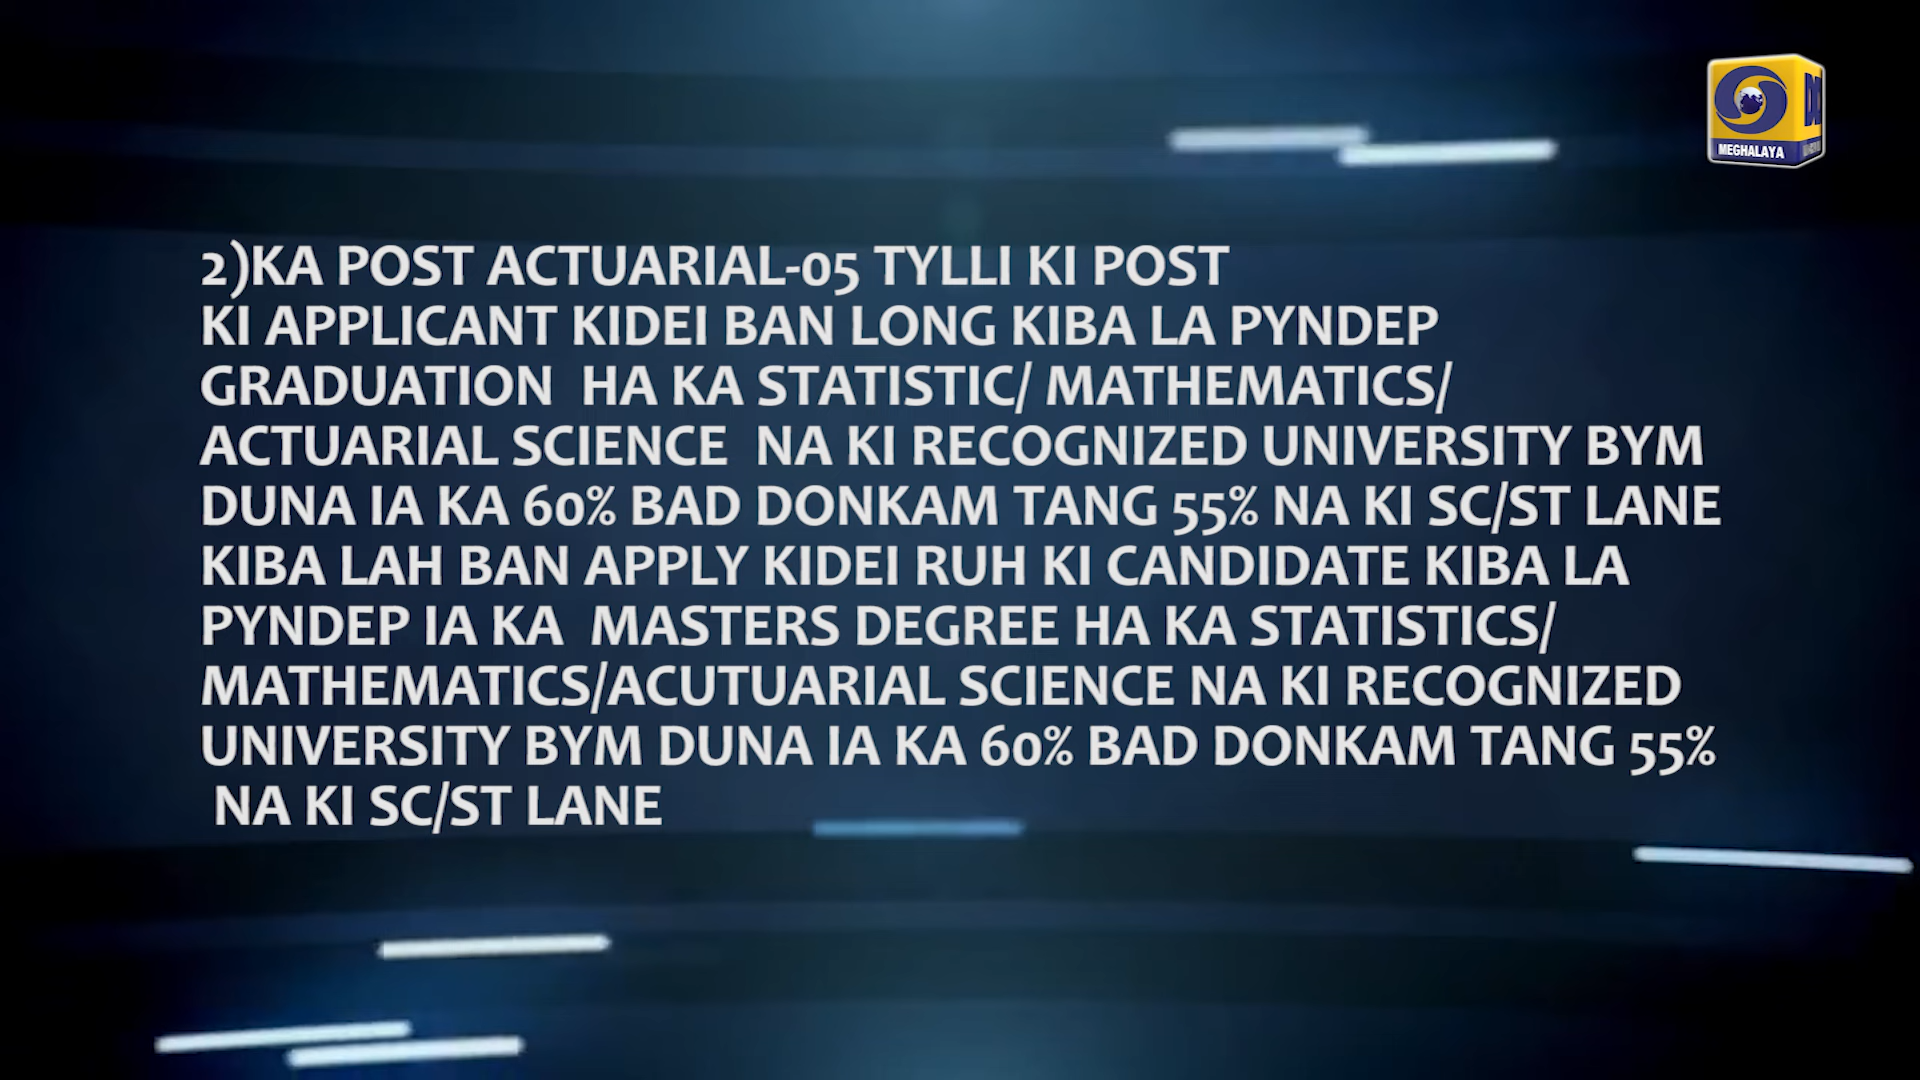 MEGHALAYA
2)KA POST ACTUARIAL-05 TYLLI KI POST
KI APPLICANT KIDEI BAN LONG KIBA LA PYNDEP
GRADUATION HA KA STATISTIC/ MATHEMATICS/
ACTUARIAL SCIENCE NA KI RECOGNIZED UNIVERSITY BYM
DUNA IA KA 60% BAD DONKAM TANG 55% NA KI SC/ST LANE
KIBA LAH BAN APPLY KIDEI RUH KI CANDIDATE KIBA LA
PYNDEP IA KA MASTERS DEGREE HA KA STATISTICS/
MATHEMATICS/ACUTUARIAL SCIENCE NA KI RECOGNIZED
UNIVERSITY BYM DUNA IA KA 60% BAD DONKAM TANG 55%
NA KI SC/ST LANE